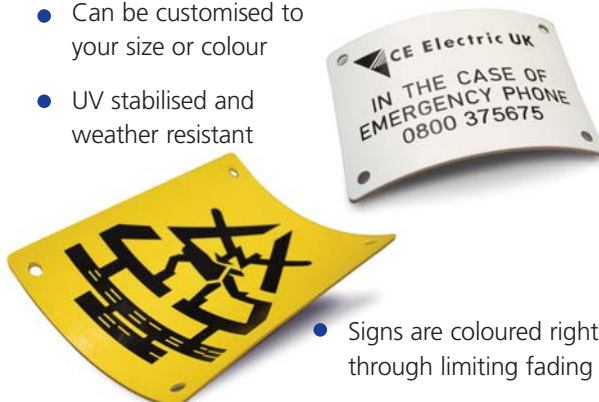 Can be customised to
your size or colour
UV stabilised and
weather resistant
CE Electric UK
IN THE CASE OF
EMERGENCY PHONE
0800 375675
Signs are coloured right
through limiting fading